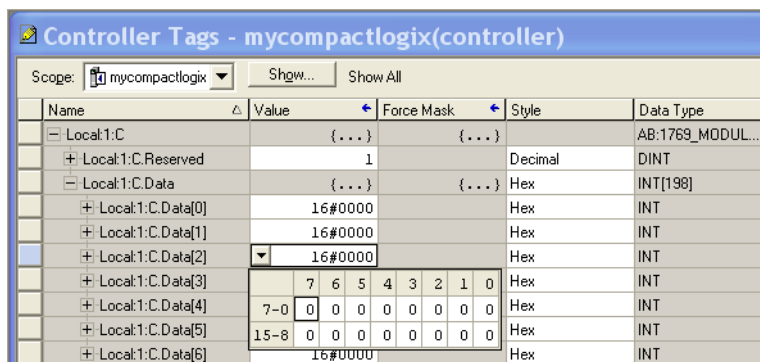 Controller Tags - mycompactlogix(controller)
Scope: mycompactlogix Show... Show All
Name Value Force Mask Style Data Type
Local:1:C {...} {...} AB:1769_MODUL...
Local:1:C.Reserved 1 Decimal DINT
Local:1:C.Data {...} {...} Hex INT[198]
Local:1:C.Data[0] 16#0000 Hex INT
Local:1:C.Data[1] 16#0000 Hex INT
Local:1:C.Data[2] 16#0000 Hex INT
Local:1:C.Data[3] 7 6 5 4 3 2 1 0 Hex INT
Local:1:C.Data[4] 7-0 0 0 0 0 0 0 0 0 Hex INT
Local:1:C.Data[5] 15-8 0 0 0 0 0 0 0 0 Hex INT
Local:1:C.Data[6] 16#0000 Hex INT